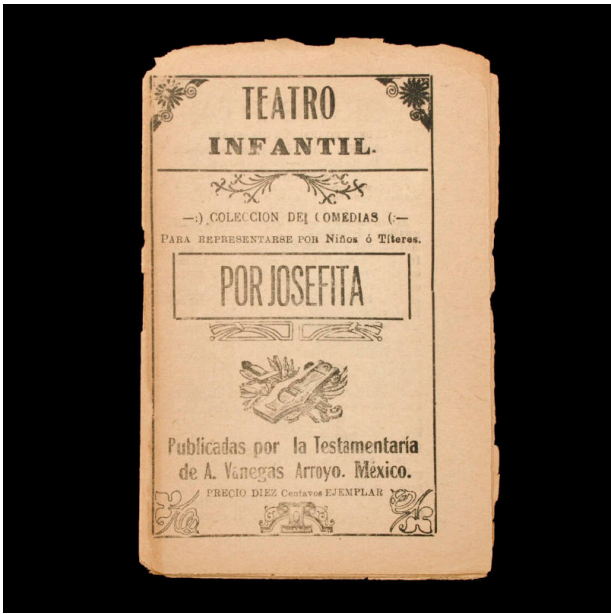 TEATRO
INFANTIL.
—:) COLECCION DE COMEDIAS (:—
PARA REPRESENTARSE POR Niños ó Títeres.
POR JOSEFITA
Publicadas por la Testamentaría
de A. Vanegas Arroyo. México.
PRECIO DIEZ Centavos EJEMPLAR